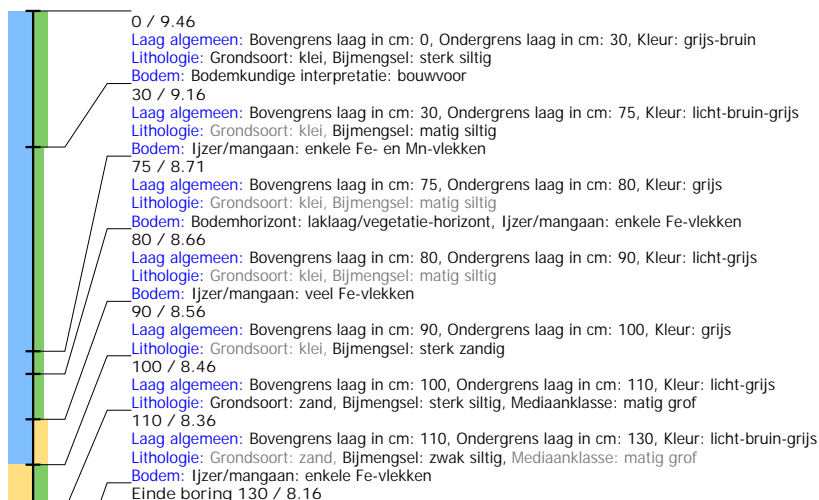 0 / 9.46
Laag algemeen: Bovengrens laag in cm: 0, Ondergrens laag in cm: 30, Kleur: grijs-bruin
Lithologie: Grondsoort: klei, Bijmengsel: sterk siltig
Bodem: Bodemkundige interpretatie: bouwvoor
30 / 9.16
Laag algemeen: Bovengrens laag in cm: 30, Ondergrens laag in cm: 75, Kleur: licht-bruin-grijs
Lithologie: Grondsoort: klei, Bijmengsel: matig siltig
Bodem: Ijzer/mangaan: enkele Fe- en Mn-vlekken
75 / 8.71
Laag algemeen: Bovengrens laag in cm: 75, Ondergrens laag in cm: 80, Kleur: grijs
Lithologie: Grondsoort: klei, Bijmengsel: matig siltig
Bodem: Bodemhorizont: laklaag/vegetatie-horizont, Ijzer/mangaan: enkele Fe-vlekken
80 / 8.66
Laag algemeen: Bovengrens laag in cm: 80, Ondergrens laag in cm: 90, Kleur: licht-grijs
Lithologie: Grondsoort: klei, Bijmengsel: matig siltig
Bodem: Ijzer/mangaan: veel Fe-vlekken
90 / 8.56
Laag algemeen: Bovengrens laag in cm: 90, Ondergrens laag in cm: 100, Kleur: grijs
Lithologie: Grondsoort: klei, Bijmengsel: sterk zandig
100 / 8.46
Laag algemeen: Bovengrens laag in cm: 100, Ondergrens laag in cm: 110, Kleur: licht-grijs
Lithologie: Grondsoort: zand, Bijmengsel: sterk siltig, Mediaanklasse: matig grof
110 / 8.36
Laag algemeen: Bovengrens laag in cm: 110, Ondergrens laag in cm: 130, Kleur: licht-bruin-grijs
Lithologie: Grondsoort: zand, Bijmengsel: zwak siltig, Mediaanklasse: matig grof
Bodem: Ijzer/mangaan: enkele Fe-vlekken
Einde boring 130 / 8.16